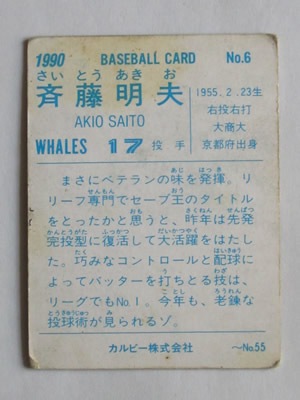 1990 BASEBALL CARD No.6
さい とう あき お
斉藤明夫
AKIO SAITO
WHALES 17 投手
1955.2.23生
右投右打
大商大
京都府出身
まさにベテランの味を発揮。リ
リーフ専門でセーブ王のタイトル
をとったかと思うと、昨年は先発
完投型に復活して大活躍をはたし
た。巧みなコントロールと配球に
よってバッターを打ちとる技は、
リーグでもNo.1。今年も、老錬な
投球術が見られるゾ。
カルビー株式会社 〜No.55